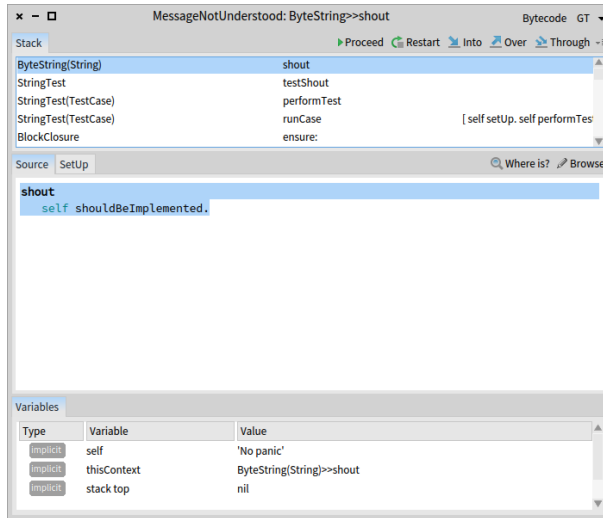 MessageNotUnderstood: ByteString>>shout Bytecode GT
Stack Proceed Restart Into Over Through
ByteString(String) shout
StringTest testShout
StringTest(TestCase) performTest
StringTest(TestCase) runCase [ self setUp. self performTes
BlockClosure ensure:
Source SetUp Where is? Browse
shout
self shouldBeImplemented.
Variables
Type Variable Value
implicit self 'No panic'
implicit thisContext ByteString(String)>>shout
implicit stack top nil